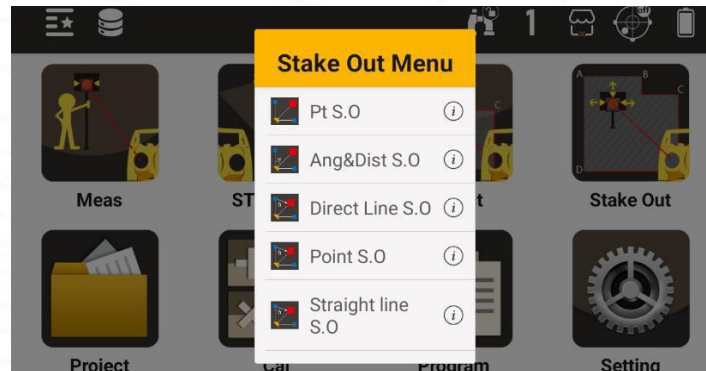 off
1
Stake Out Menu
Pt S.O
Ang&Dist S.O
Direct Line S.O
Point S.O
Straight line
S.O
A
B
C
D
C
Meas
ST
t
Stake Out
Project
Cal
Program
Setting